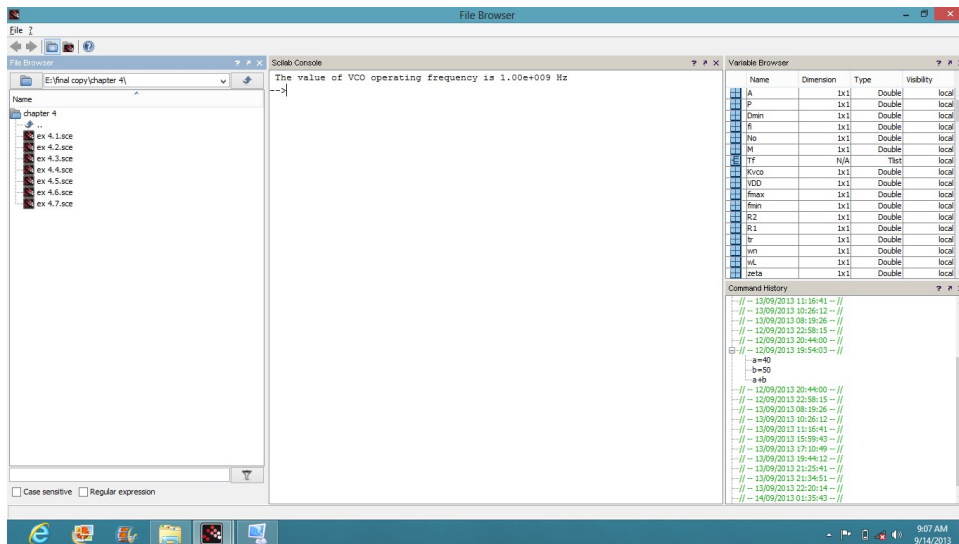 File Browser
File ?
File Browser
E:\final copy\chapter 4\
Name
chapter 4
..
ex 4.1.sce
ex 4.2.sce
ex 4.3.sce
ex 4.4.sce
ex 4.5.sce
ex 4.6.sce
ex 4.7.sce
Case sensitive Regular expression
Scilab Console
The value of VCO operating frequency is 1.00e+009 Hz
-->
Variable Browser
Name Dimension Type Visibility
A 1x1 Double local
P 1x1 Double local
Dmin 1x1 Double local
fi 1x1 Double local
No 1x1 Double local
M 1x1 Double local
Tf N/A Tlist local
Kvco 1x1 Double local
VDD 1x1 Double local
fmax 1x1 Double local
fmin 1x1 Double local
R2 1x1 Double local
R1 1x1 Double local
tr 1x1 Double local
wn 1x1 Double local
wL 1x1 Double local
zeta 1x1 Double local
Command History
// -- 13/09/2013 11:16:41 -- //
// -- 13/09/2013 10:26:12 -- //
// -- 13/09/2013 08:19:26 -- //
// -- 12/09/2013 22:58:15 -- //
// -- 12/09/2013 20:44:00 -- //
// -- 12/09/2013 19:54:03 -- //
a=40
b=50
a+b
// -- 12/09/2013 20:44:00 -- //
// -- 12/09/2013 22:58:15 -- //
// -- 13/09/2013 08:19:26 -- //
// -- 13/09/2013 10:26:12 -- //
// -- 13/09/2013 11:16:41 -- //
// -- 13/09/2013 15:59:43 -- //
// -- 13/09/2013 17:10:49 -- //
// -- 13/09/2013 19:44:12 -- //
// -- 13/09/2013 21:25:41 -- //
// -- 13/09/2013 21:34:51 -- //
// -- 13/09/2013 22:20:14 -- //
// -- 14/09/2013 01:35:43 -- //
9:07 AM
9/14/2013